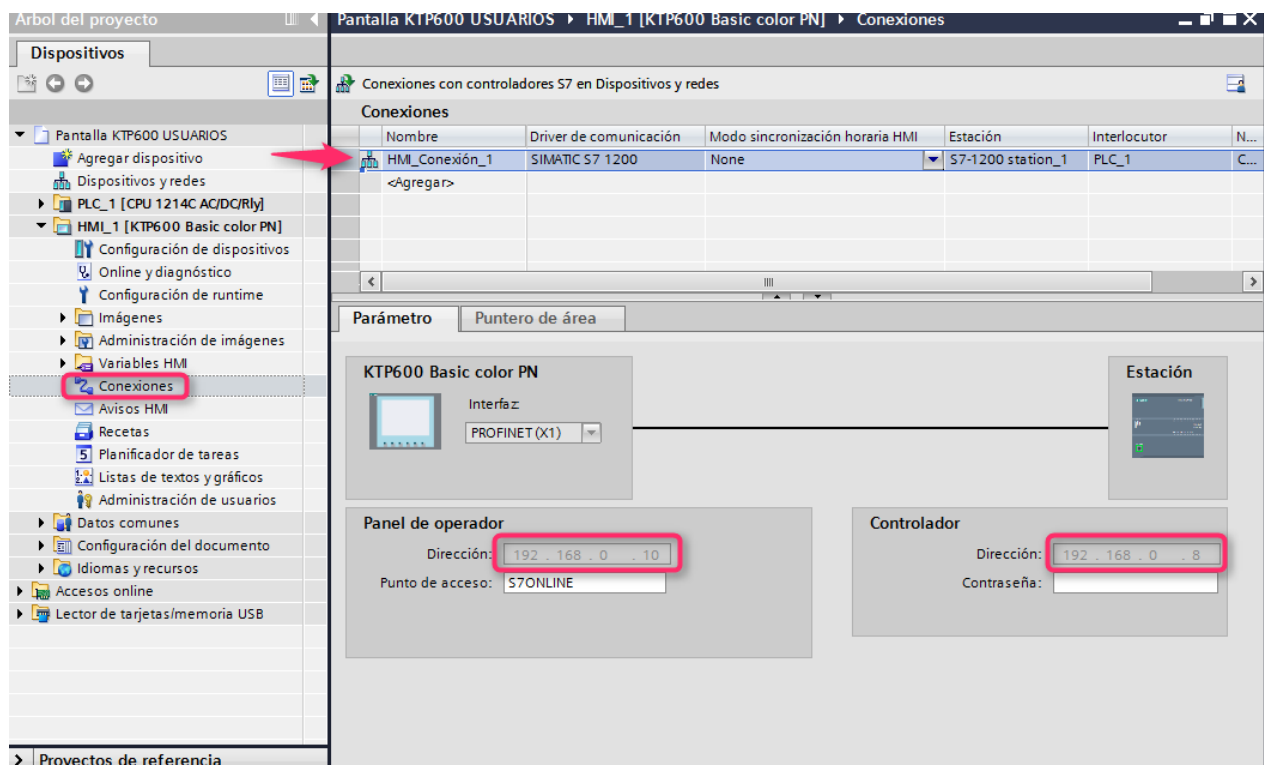 Árbol del proyecto
Dispositivos
Pantalla KTP600 USUARIOS
Agregar dispositivo
Dispositivos y redes
PLC_1 [CPU 1214C AC/DC/Rly]
HMI_1 [KTP600 Basic color PN]
Configuración de dispositivos
Online y diagnóstico
Configuración de runtime
Imágenes
Administración de imágenes
Variables HMI
Conexiones
Avisos HMI
Recetas
Planificador de tareas
Listas de textos y gráficos
Administración de usuarios
Datos comunes
Configuración del documento
Idiomas y recursos
Accesos online
Lector de tarjetas/memoria USB
Proyectos de referencia
Pantalla KTP600 USUARIOS HMI_1 [KTP600 Basic color PN] Conexiones
Conexiones con controladores S7 en Dispositivos y redes
Conexiones
Nombre Driver de comunicación Modo sincronización horaria HMI Estación Interlocutor N...
HMI_Conexión_1 SIMATIC S7 1200 None S7-1200 station_1 PLC_1 C...
<Agregar>
Parámetro Puntero de área
KTP600 Basic color PN
Interfaz:
PROFINET (X1)
Estación
Panel de operador
Dirección: 192 . 168 . 0 . 10
Punto de acceso: S7ONLINE
Controlador
Dirección: 192 . 168 . 0 . 8
Contraseña: